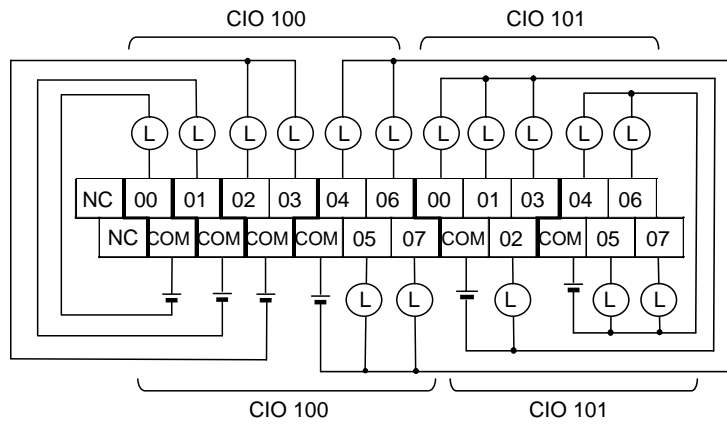 CIO 100 CIO 101
L L L L L L L L L L L
NC 00 01 02 03 04 06 00 01 03 04 06
NC COM COM COM COM 05 07 COM 02 COM 05 07
L L L L L
CIO 100 CIO 101